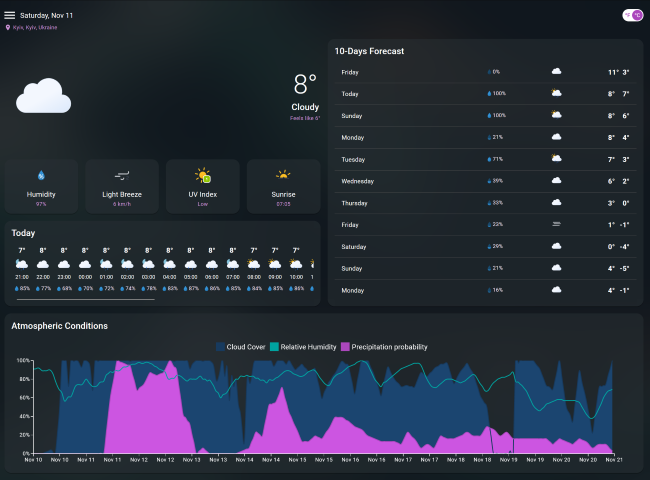 Saturday, Nov 11
°F °C
Kyiv, Kyiv, Ukraine
8°
Cloudy
Feels like 6°
Humidity
97%
Light Breeze
6 km/h
UV Index
Low
Sunrise
07:05
Today
7° 8° 8° 8° 8° 8° 8° 8° 8° 8° 8° 7° 7° 7°
21:00 22:00 23:00 00:00 01:00 02:00 03:00 04:00 05:00 06:00 07:00 08:00 09:00 10:00 1
85% 77% 68% 70% 72% 74% 78% 83% 87% 86% 85% 84% 85% 86%
10-Days Forecast
Friday 0% 11° 3°
Today 100% 8° 7°
Sunday 100% 8° 6°
Monday 21% 8° 4°
Tuesday 71% 7° 3°
Wednesday 39% 6° 2°
Thursday 33% 3° 0°
Friday 23% 1° -1°
Saturday 29% 0° -4°
Sunday 21% 4° -5°
Monday 16% 4° -1°
Atmospheric Conditions
Cloud Cover Relative Humidity Precipitation probability
100%
80%
60%
40%
20%
0%
Nov 10 Nov 10 Nov 11 Nov 11 Nov 12 Nov 12 Nov 13 Nov 13 Nov 14 Nov 14 Nov 15 Nov 15 Nov 16 Nov 16 Nov 17 Nov 17 Nov 18 Nov 18 Nov 19 Nov 19 Nov 20 Nov 20 Nov 21